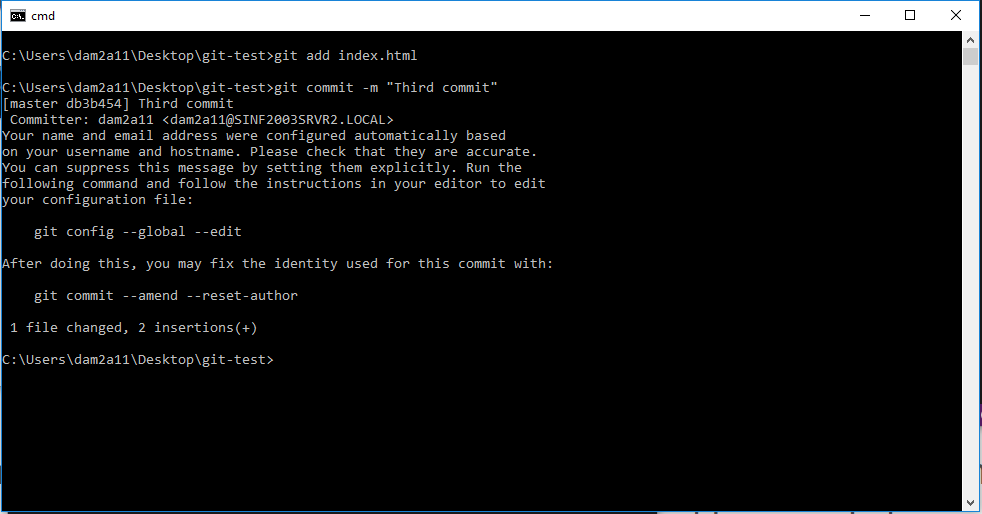 cmd
C:\Users\dam2a11\Desktop\git-test>git add index.html
C:\Users\dam2a11\Desktop\git-test>git commit -m "Third commit"
[master db3b454] Third commit
 Committer: dam2a11 <dam2a11@SINF2003SRVR2.LOCAL>
Your name and email address were configured automatically based
on your username and hostname. Please check that they are accurate.
You can suppress this message by setting them explicitly. Run the
following command and follow the instructions in your editor to edit
your configuration file:
    git config --global --edit
After doing this, you may fix the identity used for this commit with:
    git commit --amend --reset-author
 1 file changed, 2 insertions(+)
C:\Users\dam2a11\Desktop\git-test>